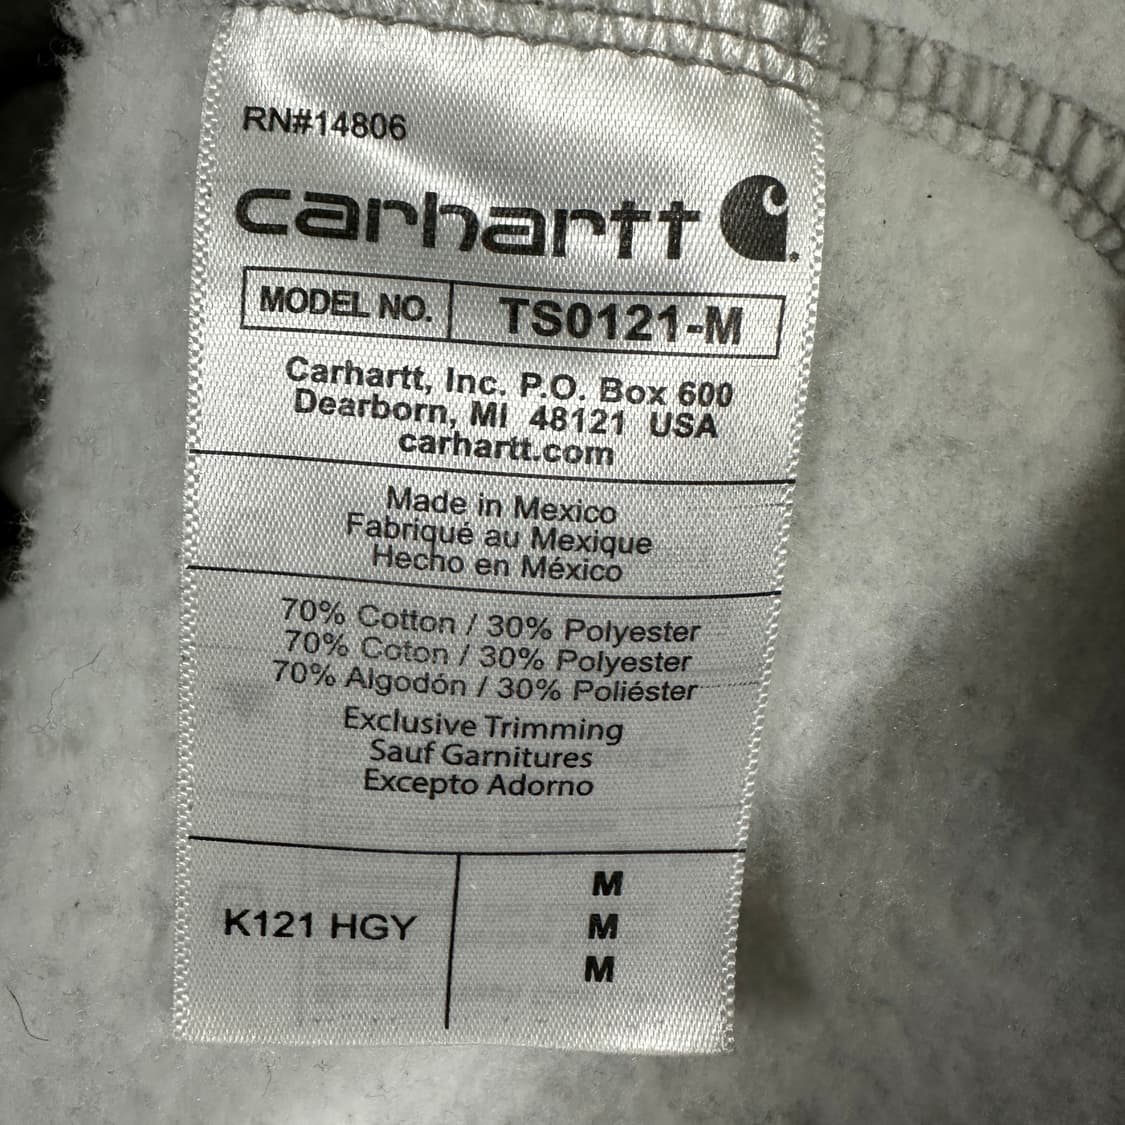 RN#14806
carhartt
MODEL NO. TS0121-M
Carhartt, Inc. P.O. Box 600
Dearborn, MI 48121 USA
carhartt.com
Made in Mexico
Fabriqué au Mexique
Hecho en México
70% Cotton / 30% Polyester
70% Coton / 30% Polyester
70% Algodón / 30% Poliéster
Exclusive Trimming
Sauf Garnitures
Excepto Adorno
K121 HGY
M
M
M